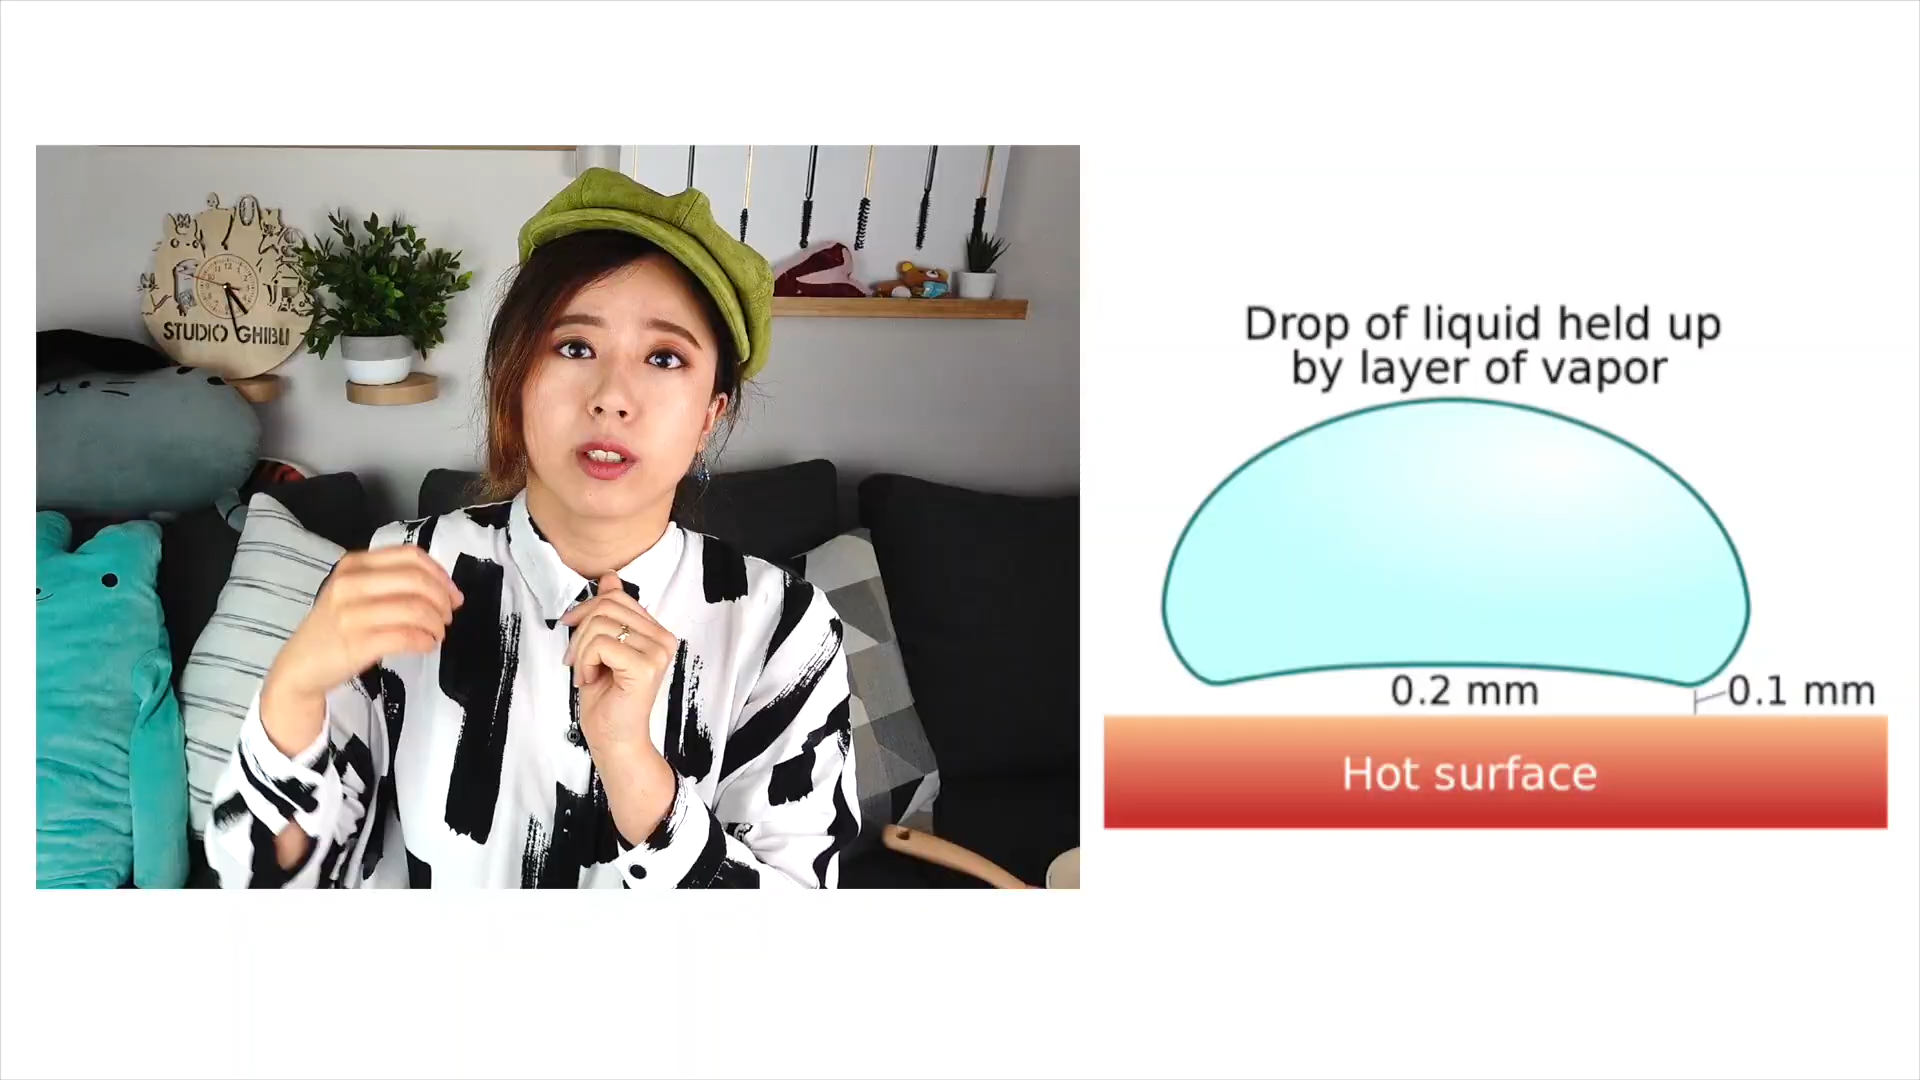 STUDIO GHIBLI
Drop of liquid held up
by layer of vapor
0.2 mm
0.1 mm
Hot surface